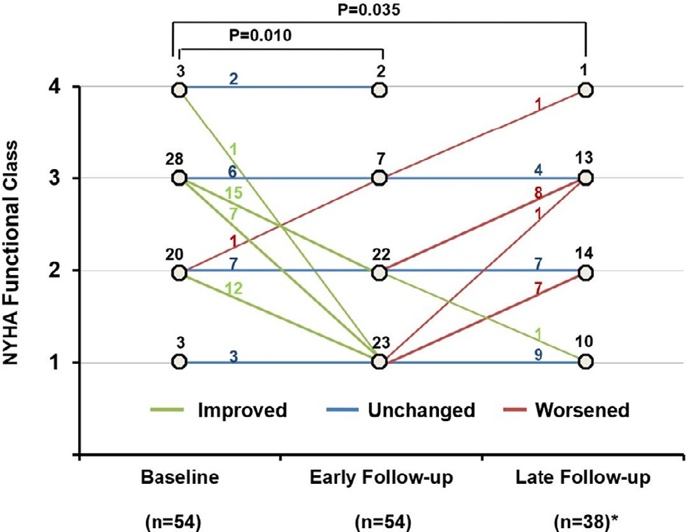 P=0.035
P=0.010
NYHA Functional Class
4
3
2
1
3 2 2 1
1 1
28 6 7 4 13
15 8
7 1
1
20 7 22 7 14
12 7
1
3 3 23 9 10
Improved Unchanged Worsened
Baseline Early Follow-up Late Follow-up
(n=54) (n=54) (n=38)*